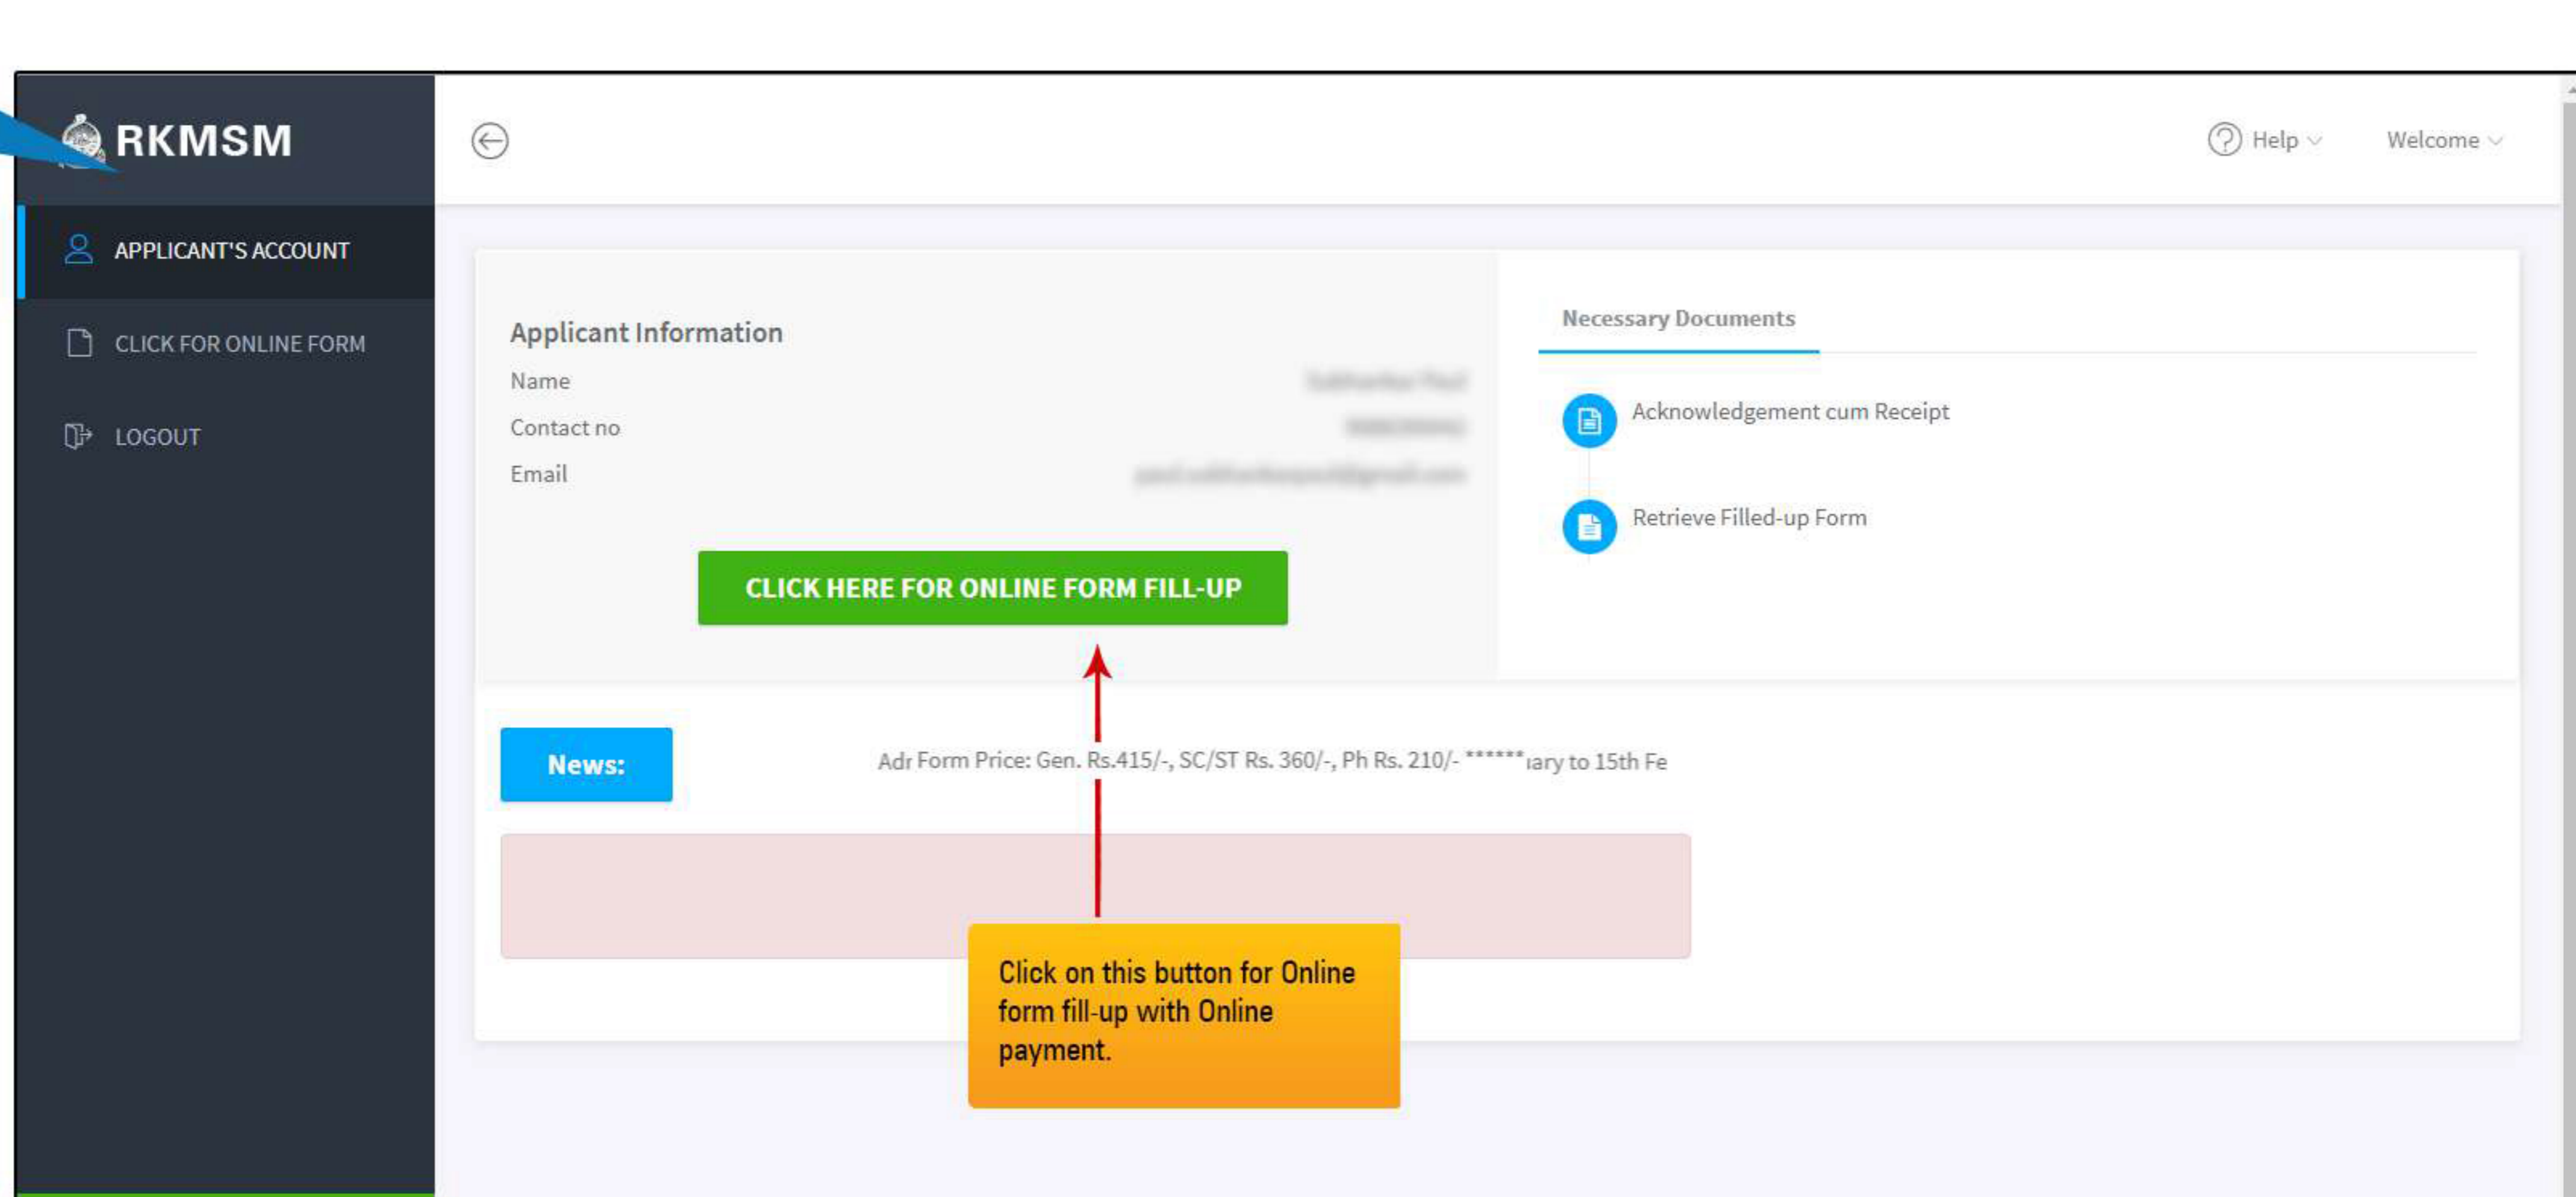 RKMSM
Help
Welcome
APPLICANT'S ACCOUNT
CLICK FOR ONLINE FORM
LOGOUT
Applicant Information
Name
Contact no
Email
CLICK HERE FOR ONLINE FORM FILL-UP
Necessary Documents
Acknowledgement cum Receipt
Retrieve Filled-up Form
News:
Form Price: Gen. Rs.415/-, SC/ST Rs. 360/-, Ph Rs. 210/- ****** to 15th
Click on this button for Online
form fill-up with Online
payment.